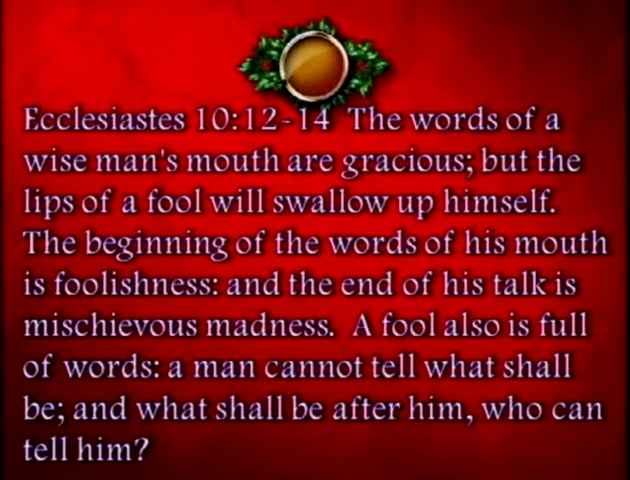 Ecclesiastes 10:12-14  The words of a
wise man's mouth are gracious; but the
lips of a fool will swallow up himself.
The beginning of the words of his mouth
is foolishness: and the end of his talk is
mischievous madness.  A fool also is full
of words: a man cannot tell what shall
be; and what shall be after him, who can
tell him?